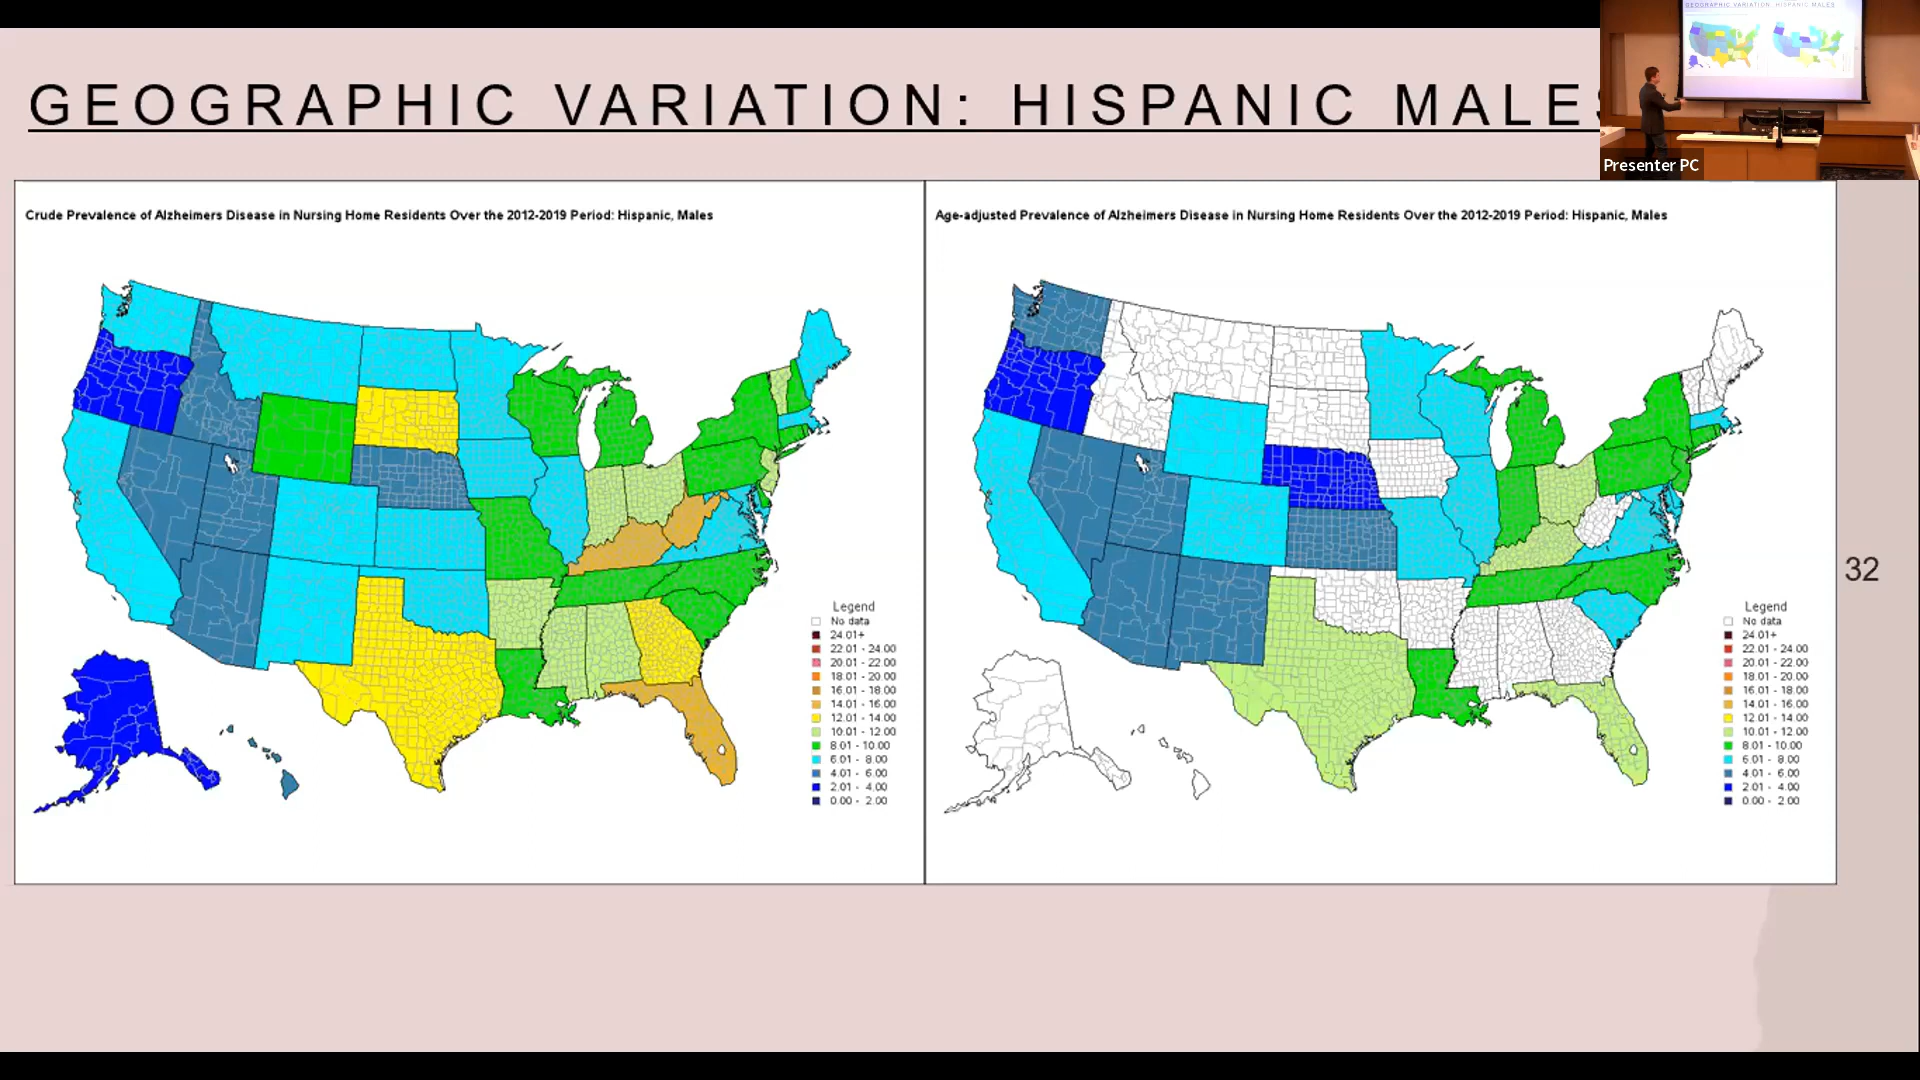 GEOGRAPHIC VARIATION: HISPANIC MALES
GEOGRAPHIC VARIATION: HISPANIC MALES
Presenter PC
Crude Prevalence of Alzheimers Disease in Nursing Home Residents Over the 2012-2019 Period: Hispanic, Males
Legend
No data
24.01+
22.01 - 24.00
20.01 - 22.00
18.01 - 20.00
16.01 - 18.00
14.01 - 16.00
12.01 - 14.00
10.01 - 12.00
8.01 - 10.00
6.01 - 8.00
4.01 - 6.00
2.01 - 4.00
0.00 - 2.00
Age-adjusted Prevalence of Alzheimers Disease in Nursing Home Residents Over the 2012-2019 Period: Hispanic, Males
Legend
No data
24.01+
22.01 - 24.00
20.01 - 22.00
18.01 - 20.00
16.01 - 18.00
14.01 - 16.00
12.01 - 14.00
10.01 - 12.00
8.01 - 10.00
6.01 - 8.00
4.01 - 6.00
2.01 - 4.00
0.00 - 2.00
32